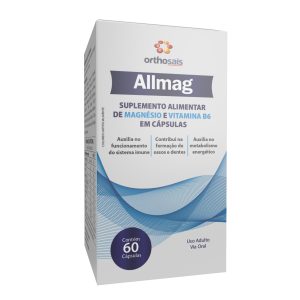 orthosais
Allmag
SUPLEMENTO ALIMENTAR
DE MAGNÉSIO E VITAMINA B6
EM CÁPSULAS
Auxilia no
funcionamento
do sistema imune
Contribui na
formação de
ossos e dentes
Auxilia no
metabolismo
energético
Contém
60
Cápsulas
Uso Adulto
Via Oral